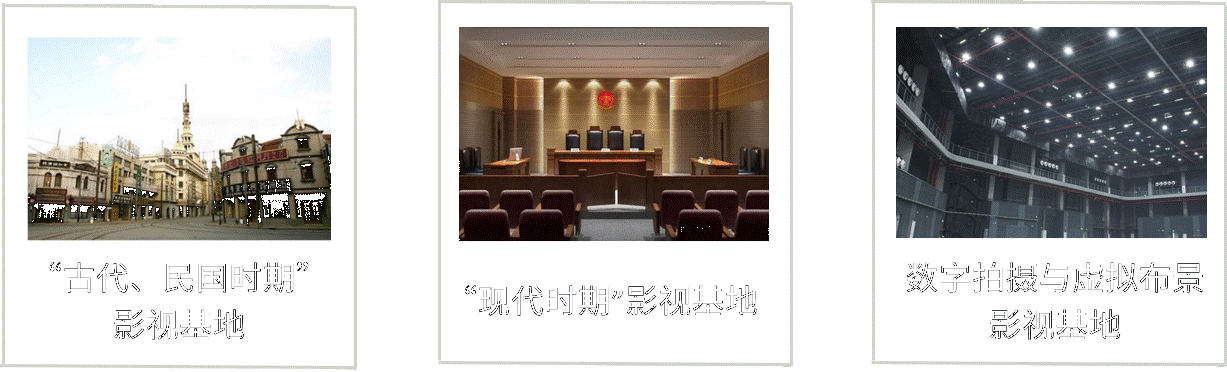 “古代、民国时期”
影视基地
“现代时期”影视基地
数字拍摄与虚拟布景
影视基地